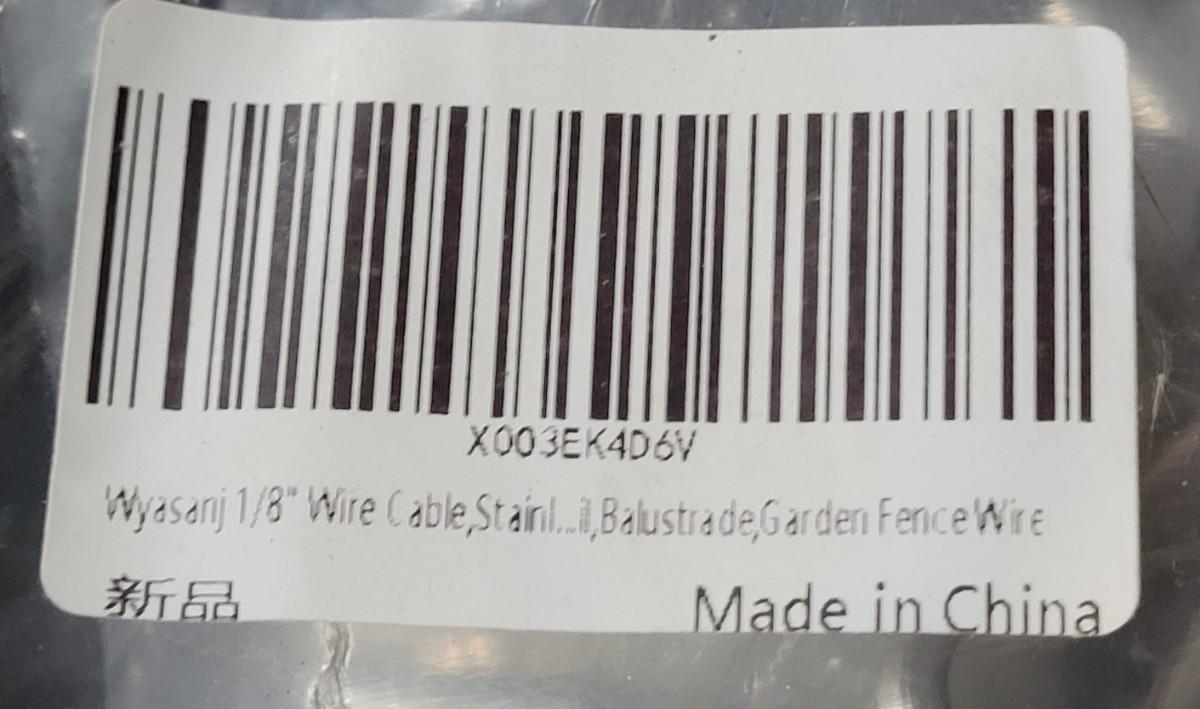 X003EK4D6V
Wyasanj 1/8" Wire Cable,Stainl...il,Balustrade,Garden Fence Wire
新品
Made in China